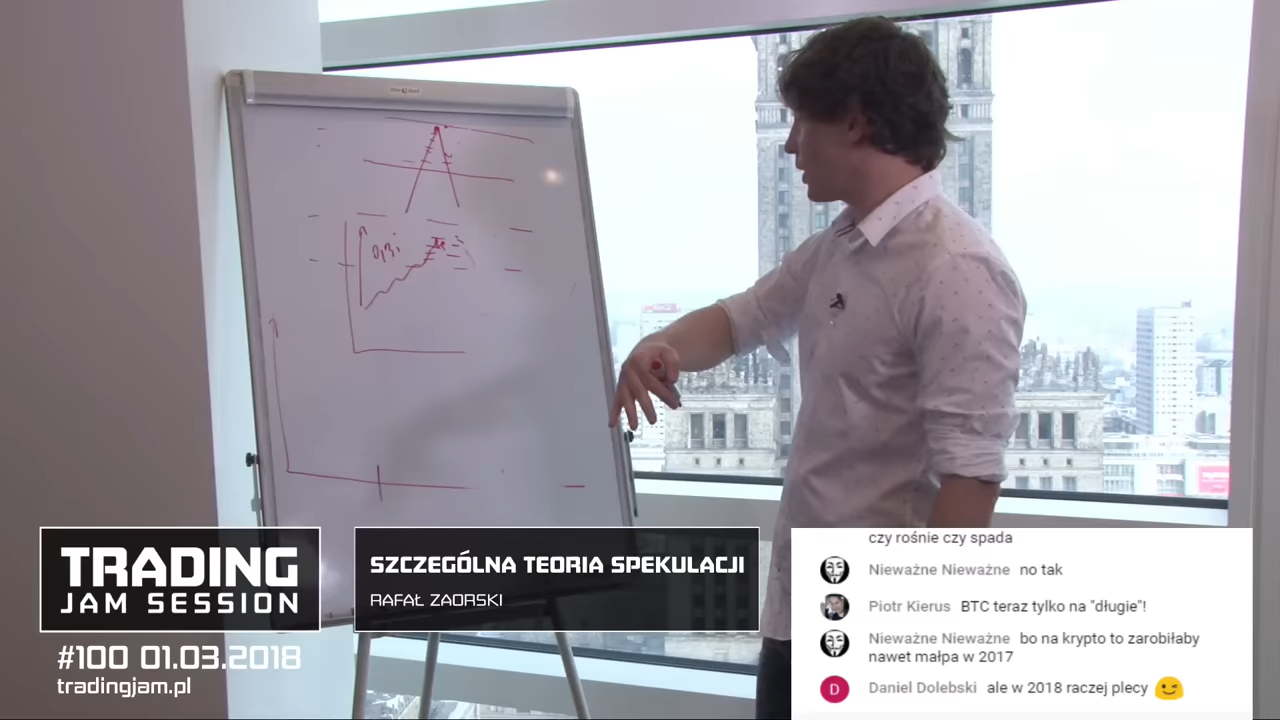 TRADING
JAM SESSION
#100 01.03.2018
tradingjam.pl
SZCZEGÓLNA TEORIA SPEKULACJI
RAFAŁ ZAORSKI
czy rośnie czy spada
Nieważne Nieważne no tak
Piotr Kierus BTC teraz tylko na "długie"!
Nieważne Nieważne bo na krypto to zarobiłaby
nawet małpa w 2017
D Daniel Dolebski ale w 2018 raczej plecy 😉